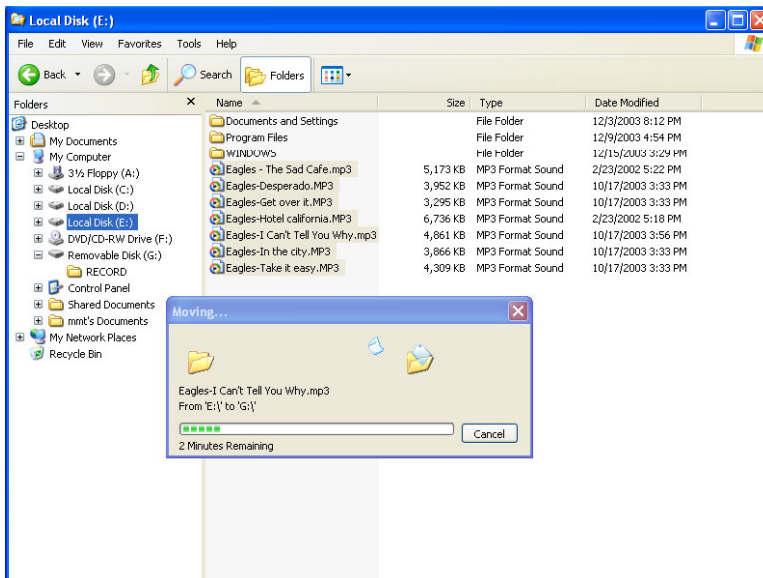 Local Disk (E:)
File Edit View Favorites Tools Help
Back Search Folders
Folders Name Size Type Date Modified
Desktop
My Documents
My Computer
3½ Floppy (A:)
Local Disk (C:)
Local Disk (D:)
Local Disk (E:)
DVD/CD-RW Drive (F:)
Removable Disk (G:)
RECORD
Control Panel
Shared Documents
mmt's Documents
My Network Places
Recycle Bin
Documents and Settings File Folder 12/3/2003 8:12 PM
Program Files File Folder 12/9/2003 4:54 PM
WINDOWS File Folder 12/15/2003 3:29 PM
Eagles - The Sad Cafe.mp3 5,173 KB MP3 Format Sound 2/23/2002 5:22 PM
Eagles-Desperado.MP3 3,952 KB MP3 Format Sound 10/17/2003 3:33 PM
Eagles-Get over it.MP3 3,295 KB MP3 Format Sound 10/17/2003 3:33 PM
Eagles-Hotel california.MP3 6,736 KB MP3 Format Sound 2/23/2002 5:18 PM
Eagles-I Can't Tell You Why.mp3 4,861 KB MP3 Format Sound 10/17/2003 3:56 PM
Eagles-In the city.MP3 3,866 KB MP3 Format Sound 10/17/2003 3:33 PM
Eagles-Take it easy.MP3 4,309 KB MP3 Format Sound 10/17/2003 3:33 PM
Moving...
Eagles-I Can't Tell You Why.mp3
From 'E:\' to 'G:\'
Cancel
2 Minutes Remaining